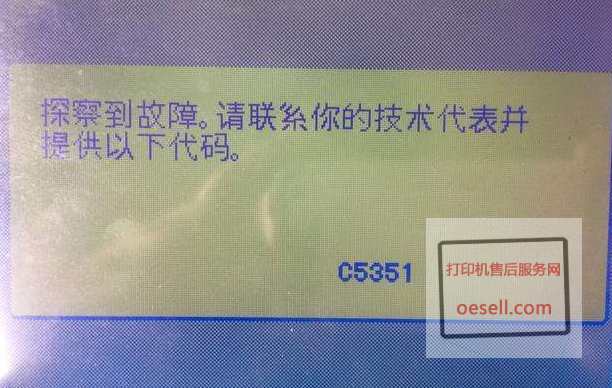 探察到故障。请联系你的技术代表并
提供以下代码。
C5351
打印机售后服务网
oesell.com